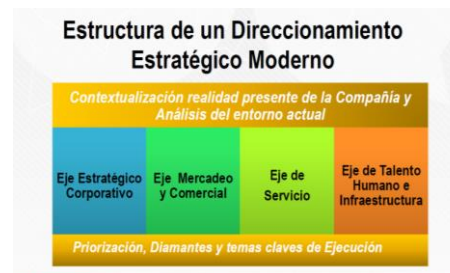 Estructura de un Direccionamiento
Estratégico Moderno
Contextualización realidad presente de la Compañía y
Análisis del entorno actual
Eje Estratégico
Corporativo
Eje Mercadeo
y Comercial
Eje de
Servicio
Eje de Talento
Humano e
Infraestructura
Priorización, Diamantes y temas claves de Ejecución